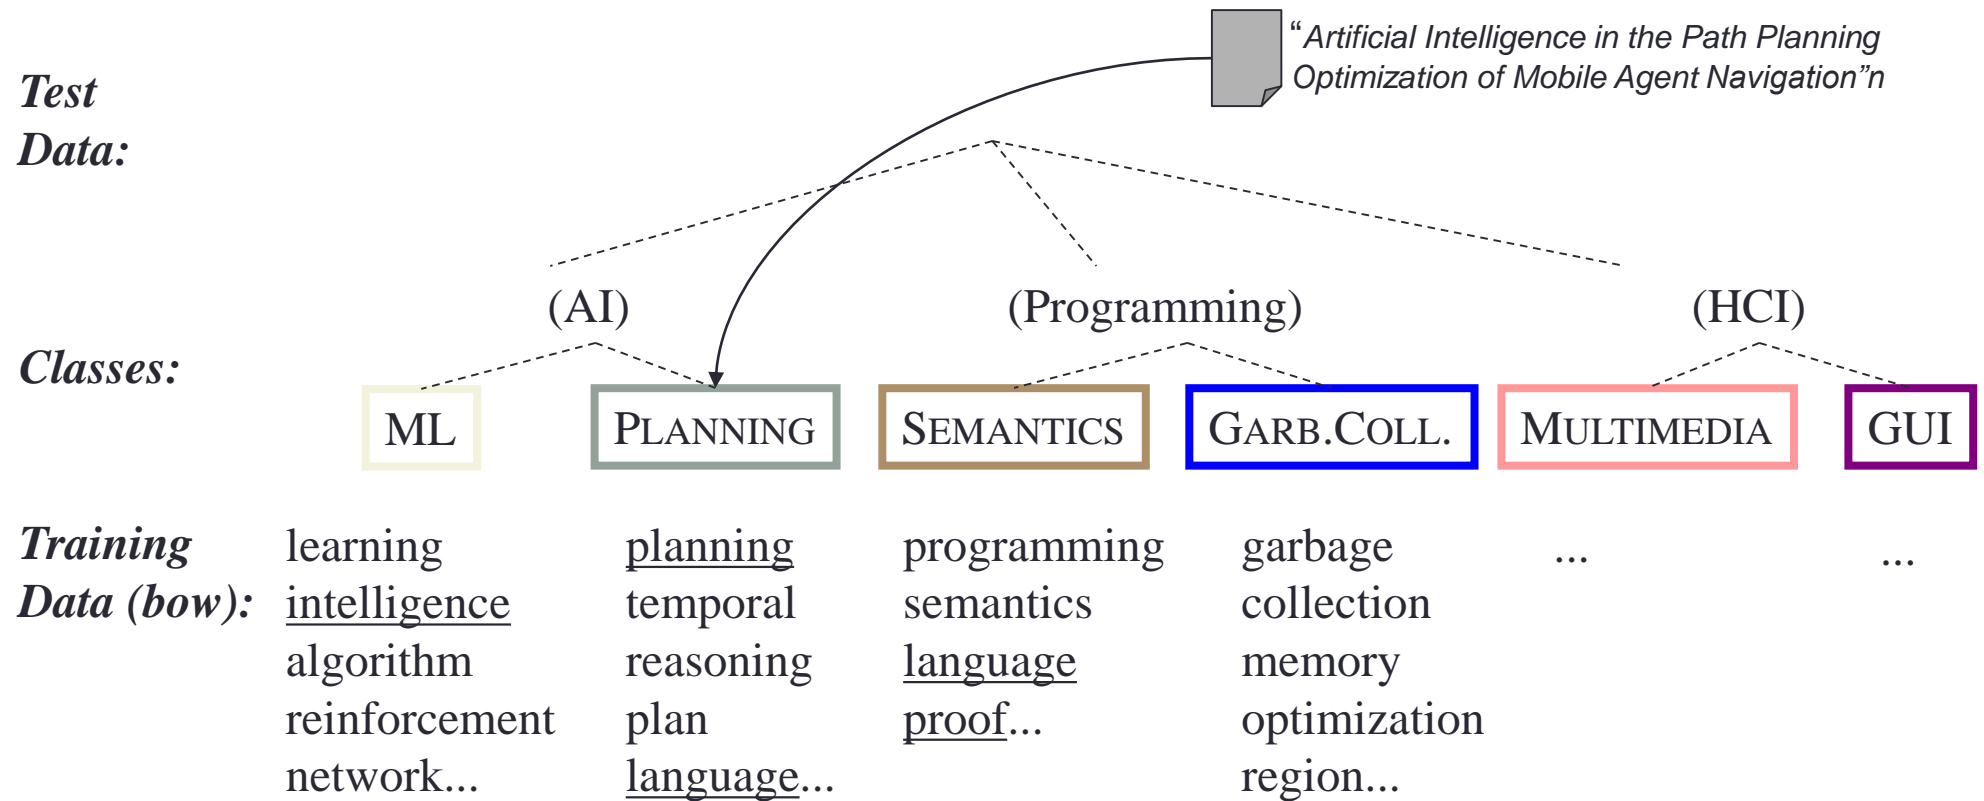 “Artificial Intelligence in the Path Planning
Optimization of Mobile Agent Navigation”n
Test
Data:
(AI)
(Programming)
(HCI)
Classes:
ML
PLANNING
SEMANTICS
GARB.COLL.
MULTIMEDIA
GUI
Training
Data (bow):
learning
intelligence
algorithm
reinforcement
network...
planning
temporal
reasoning
plan
language...
programming
semantics
language
proof...
garbage
collection
memory
optimization
region...
...
...